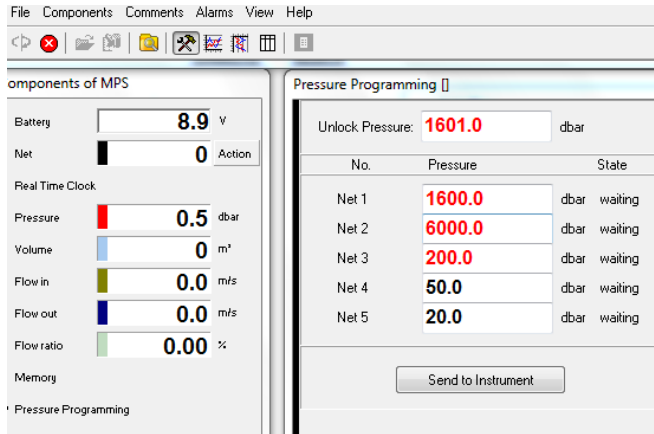 File Components Comments Alarms View Help
omponents of MPS
Battery 8.9 V
Net 0 Action
Real Time Clock
Pressure 0.5 dbar
Volume 0 m³
Flow in 0.0 m/s
Flow out 0.0 m/s
Flow ratio 0.00 %
Memory
Pressure Programming
Pressure Programming []
Unlock Pressure: 1601.0 dbar
No. Pressure State
Net 1 1600.0 dbar waiting
Net 2 6000.0 dbar waiting
Net 3 200.0 dbar waiting
Net 4 50.0 dbar waiting
Net 5 20.0 dbar waiting
Send to Instrument